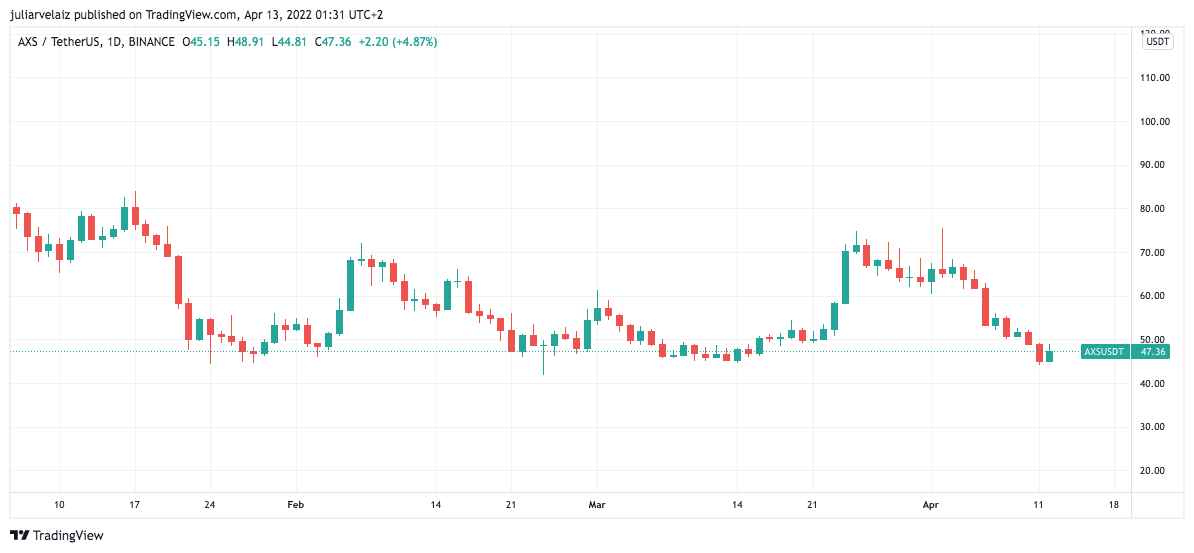 juliarvelaiz published on TradingView.com, Apr 13, 2022 01:31 UTC+2
AXS / TetherUS, 1D, BINANCE O45.15 H48.91 L44.81 C47.36 +2.20 (+4.87%)
120.00
USDT
110.00
100.00
90.00
80.00
70.00
60.00
50.00
AXSUSDT 47.36
40.00
30.00
20.00
10 17 24 Feb 14 21 Mar 14 21 Apr 11 18
TradingView